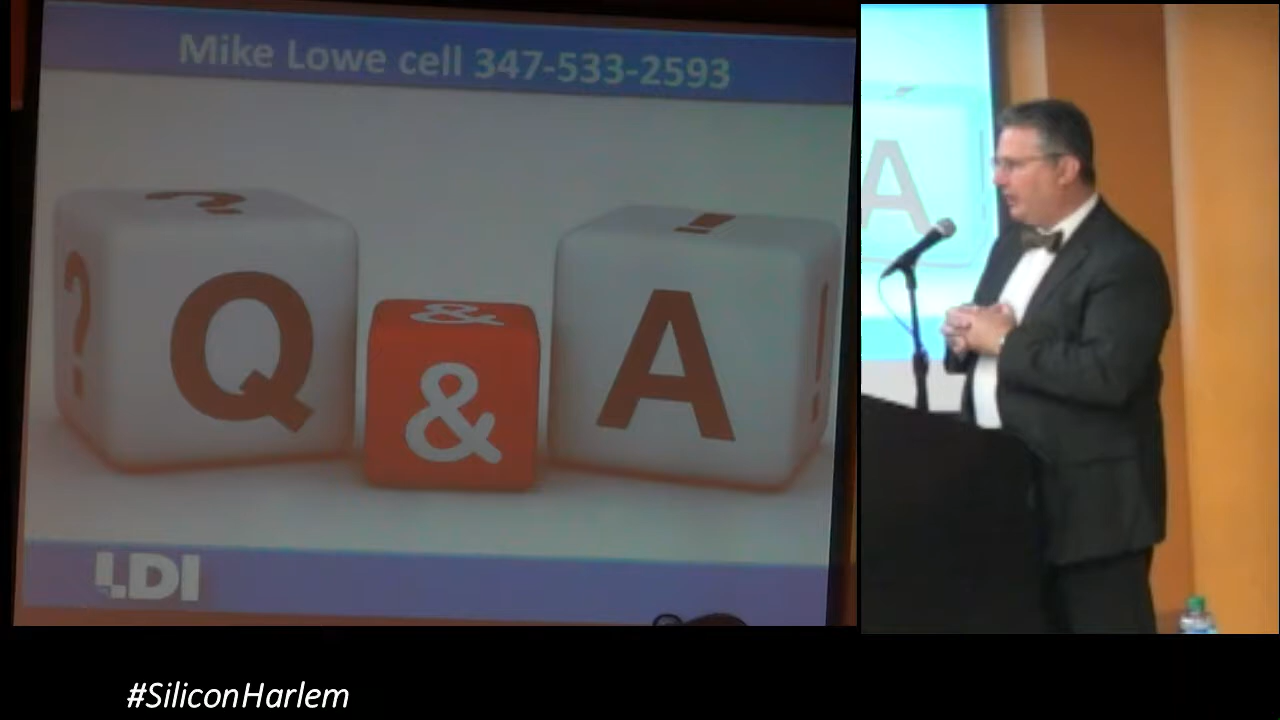 Mike Lowe cell 347-533-2593
? ! 
? Q & & A !
A
LDI
#SiliconHarlem